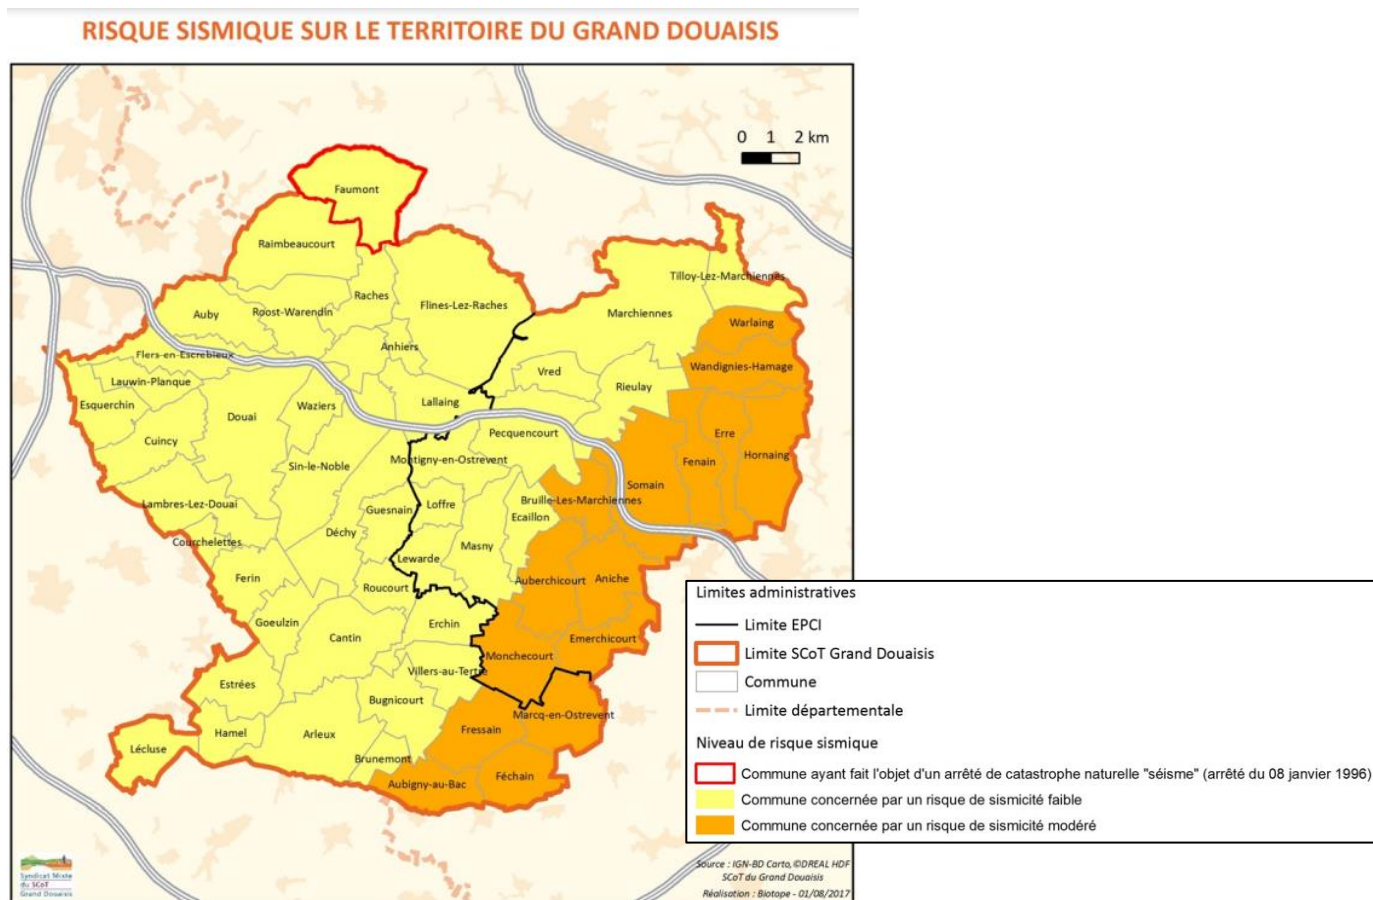 RISQUE SISMIQUE SUR LE TERRITOIRE DU GRAND DOUAISIS
0 1 2 km
Faumont
Raimbeaucourt
Tilloy-Lez-Marchiennes
Raches
Flines-Lez-Raches
Roost-Warendin
Auby
Marchiennes
Warlaing
Anhiers
Flers-en-Escrebieux
Wandignies-Hamage
Vred
Lauwin-Planque
Rieulay
Esquerchin
Waziers
Lallaing
Douai
Cuincy
Pecquencourt
Erre
Hornaing
Montigny-en-Ostrevent
Fenain
Sin-le-Noble
Somain
Bruille-Les-Marchiennes
Lambres-Lez-Douai
Loffre
Guesnain
Ecaillon
Déchy
Courchelettes
Masny
Lewarde
Ferin
Auberchicourt
Aniche
Roucourt
Goeulzin
Erchin
Cantin
Emerchicourt
Monchecourt
Villers-au-Tertre
Estrées
Bugnicourt
Marcq-en-Ostrevent
Fressain
Hamel
Arleux
Lécluse
Brunemont
Féchain
Aubigny-au-Bac
Limites administratives
Limite EPCI
Limite SCoT Grand Douaisis
Commune
Limite départementale
Niveau de risque sismique
Commune ayant fait l'objet d'un arrêté de catastrophe naturelle "séisme" (arrêté du 08 janvier 1996)
Commune concernée par un risque de sismicité faible
Commune concernée par un risque de sismicité modéré
Syndicat Mixte
du SCoT
Grand Douaisis
Source : IGN-BD Carto,©DREAL HDF
SCoT du Grand Douaisis
Réalisation : Biotope - 01/08/2017